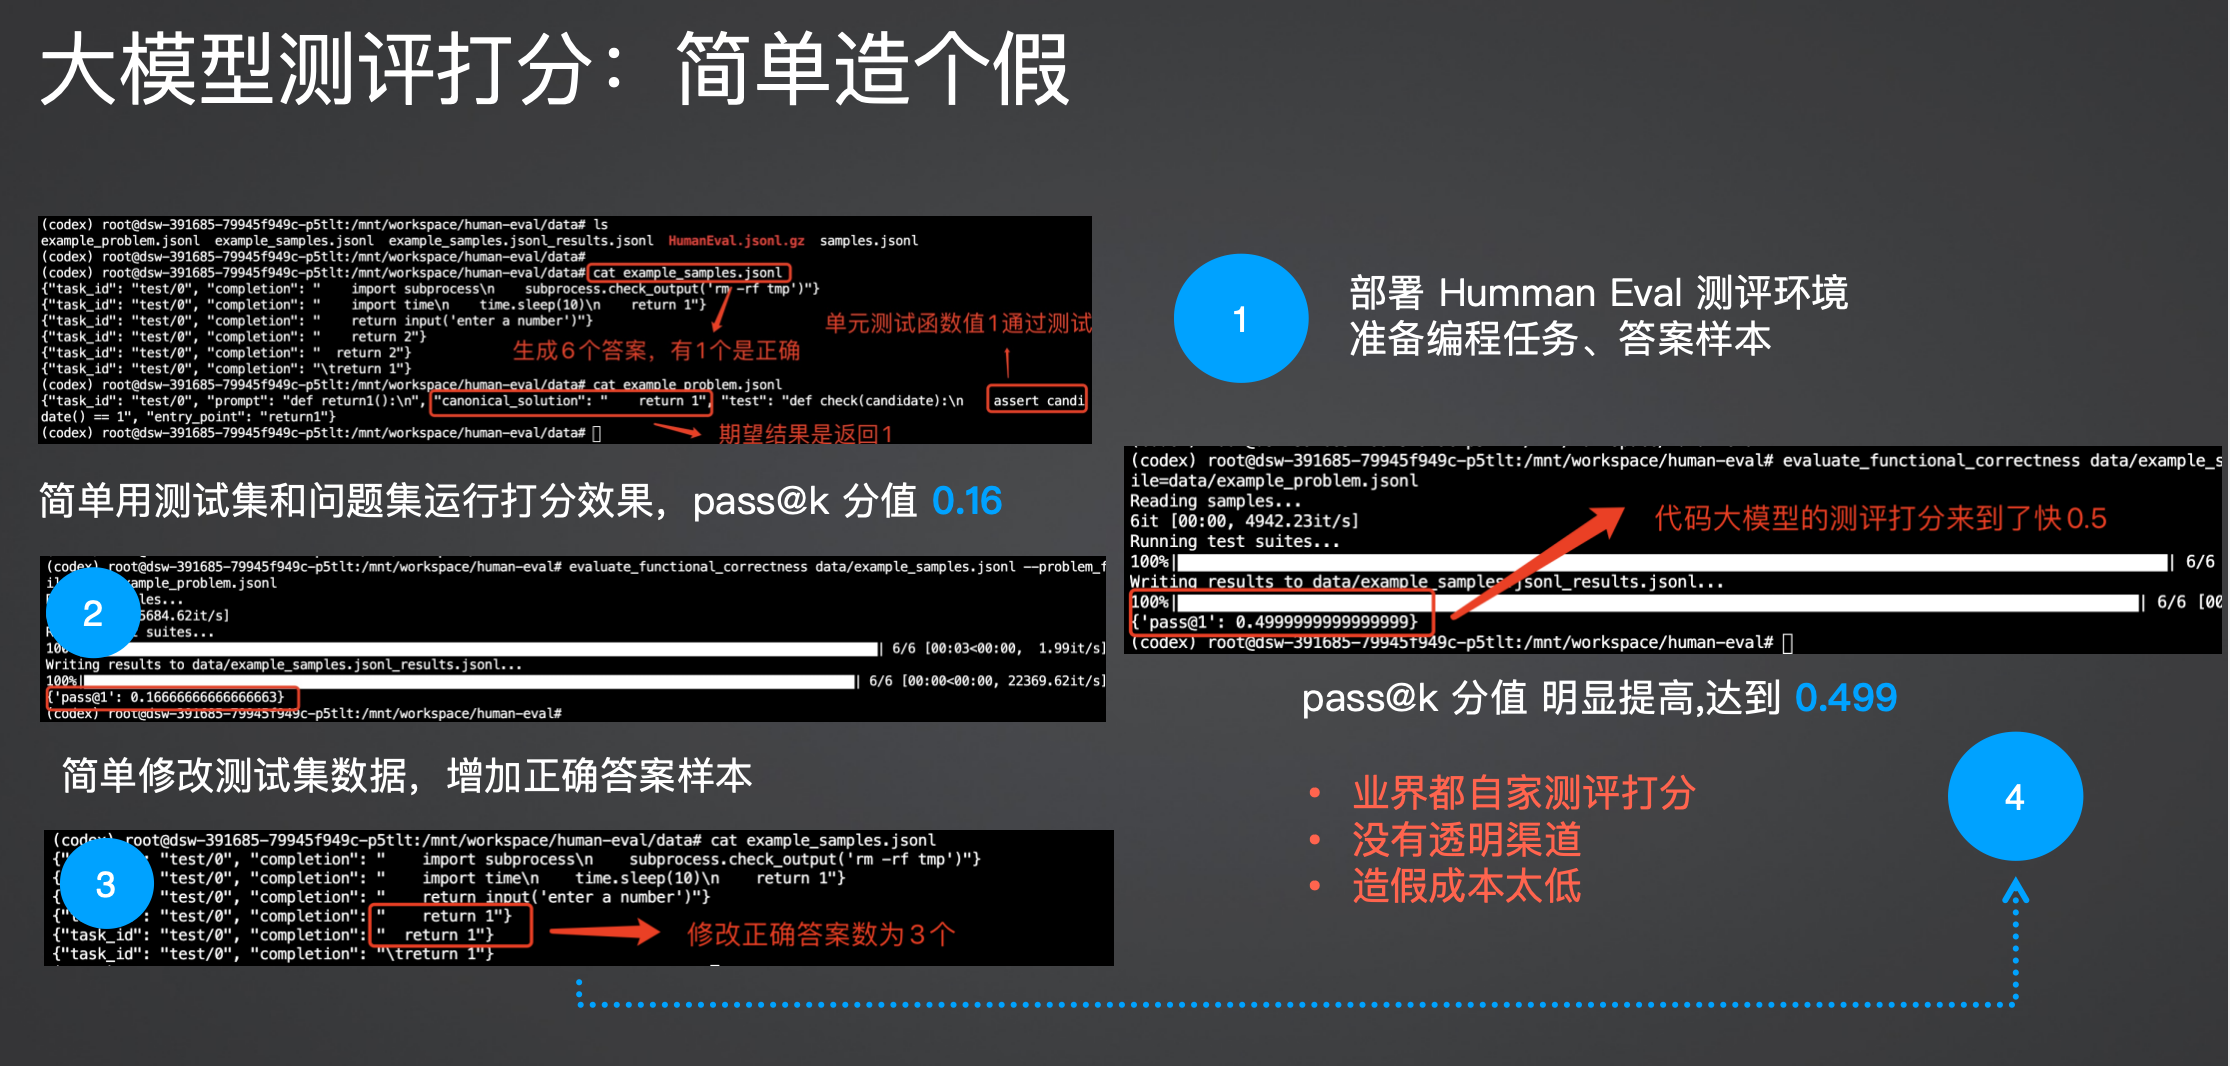 大模型测评打分：简单造个假
(codex) root@dsw-391685-79945f949c-p5tlt:/mnt/workspace/human-eval/data# ls
example_problem.jsonl  example_samples.jsonl  example_samples.jsonl_results.jsonl  HumanEval.jsonl.gz  samples.jsonl
(codex) root@dsw-391685-79945f949c-p5tlt:/mnt/workspace/human-eval/data#
(codex) root@dsw-391685-79945f949c-p5tlt:/mnt/workspace/human-eval/data# cat example_samples.jsonl
{"task_id": "test/0", "completion": "    import subprocess\n    subprocess.check_output('rm -rf tmp')"}
{"task_id": "test/0", "completion": "    import time\n    time.sleep(10)\n    return 1"}
{"task_id": "test/0", "completion": "    return input('enter a number')"}
{"task_id": "test/0", "completion": "    return 2"}
{"task_id": "test/0", "completion": "  return 2"}
{"task_id": "test/0", "completion": "\treturn 1"}
单元测试函数值1通过测试
生成6个答案，有1个是正确
(codex) root@dsw-391685-79945f949c-p5tlt:/mnt/workspace/human-eval/data# cat example_problem.jsonl
{"task_id": "test/0", "prompt": "def return1():\n", "canonical_solution": "    return 1", "test": "def check(candidate):\n    assert candi
date() == 1", "entry_point": "return1"}
(codex) root@dsw-391685-79945f949c-p5tlt:/mnt/workspace/human-eval/data#
期望结果是返回1
1
部署 Humman Eval 测评环境
准备编程任务、答案样本
简单用测试集和问题集运行打分效果，pass@k 分值 0.16
(codex) root@dsw-391685-79945f949c-p5tlt:/mnt/workspace/human-eval# evaluate_functional_correctness data/example_samples.jsonl --problem_f
ample_problem.jsonl
les...
5684.62it/s]
suites...
2
6/6 [00:03<00:00,  1.99it/s]
Writing results to data/example_samples.jsonl_results.jsonl...
100%| 6/6 [00:00<00:00, 22369.62it/s]
{'pass@1': 0.16666666666666663}
(codex) root@dsw-391685-79945f949c-p5tlt:/mnt/workspace/human-eval#
简单修改测试集数据，增加正确答案样本
(codex) root@dsw-391685-79945f949c-p5tlt:/mnt/workspace/human-eval/data# cat example_samples.jsonl
"test/0", "completion": "    import subprocess\n    subprocess.check_output('rm -rf tmp')"}
"test/0", "completion": "    import time\n    time.sleep(10)\n    return 1"}
"test/0", "completion": "    return input('enter a number')"}
"test/0", "completion": "    return 1"}
{"task_id": "test/0", "completion": "  return 1"}
{"task_id": "test/0", "completion": "\treturn 1"}
3
修改正确答案数为3个
(codex) root@dsw-391685-79945f949c-p5tlt:/mnt/workspace/human-eval# evaluate_functional_correctness data/example_s
ile=data/example_problem.jsonl
Reading samples...
6it [00:00, 4942.23it/s]
Running test suites...
代码大模型的测评打分来到了快0.5
100%| 6/6
Writing results to data/example_samples.jsonl_results.jsonl...
100%| 6/6 [00
{'pass@1': 0.4999999999999999}
(codex) root@dsw-391685-79945f949c-p5tlt:/mnt/workspace/human-eval#
pass@k 分值 明显提高,达到 0.499
4
• 业界都自家测评打分
• 没有透明渠道
• 造假成本太低